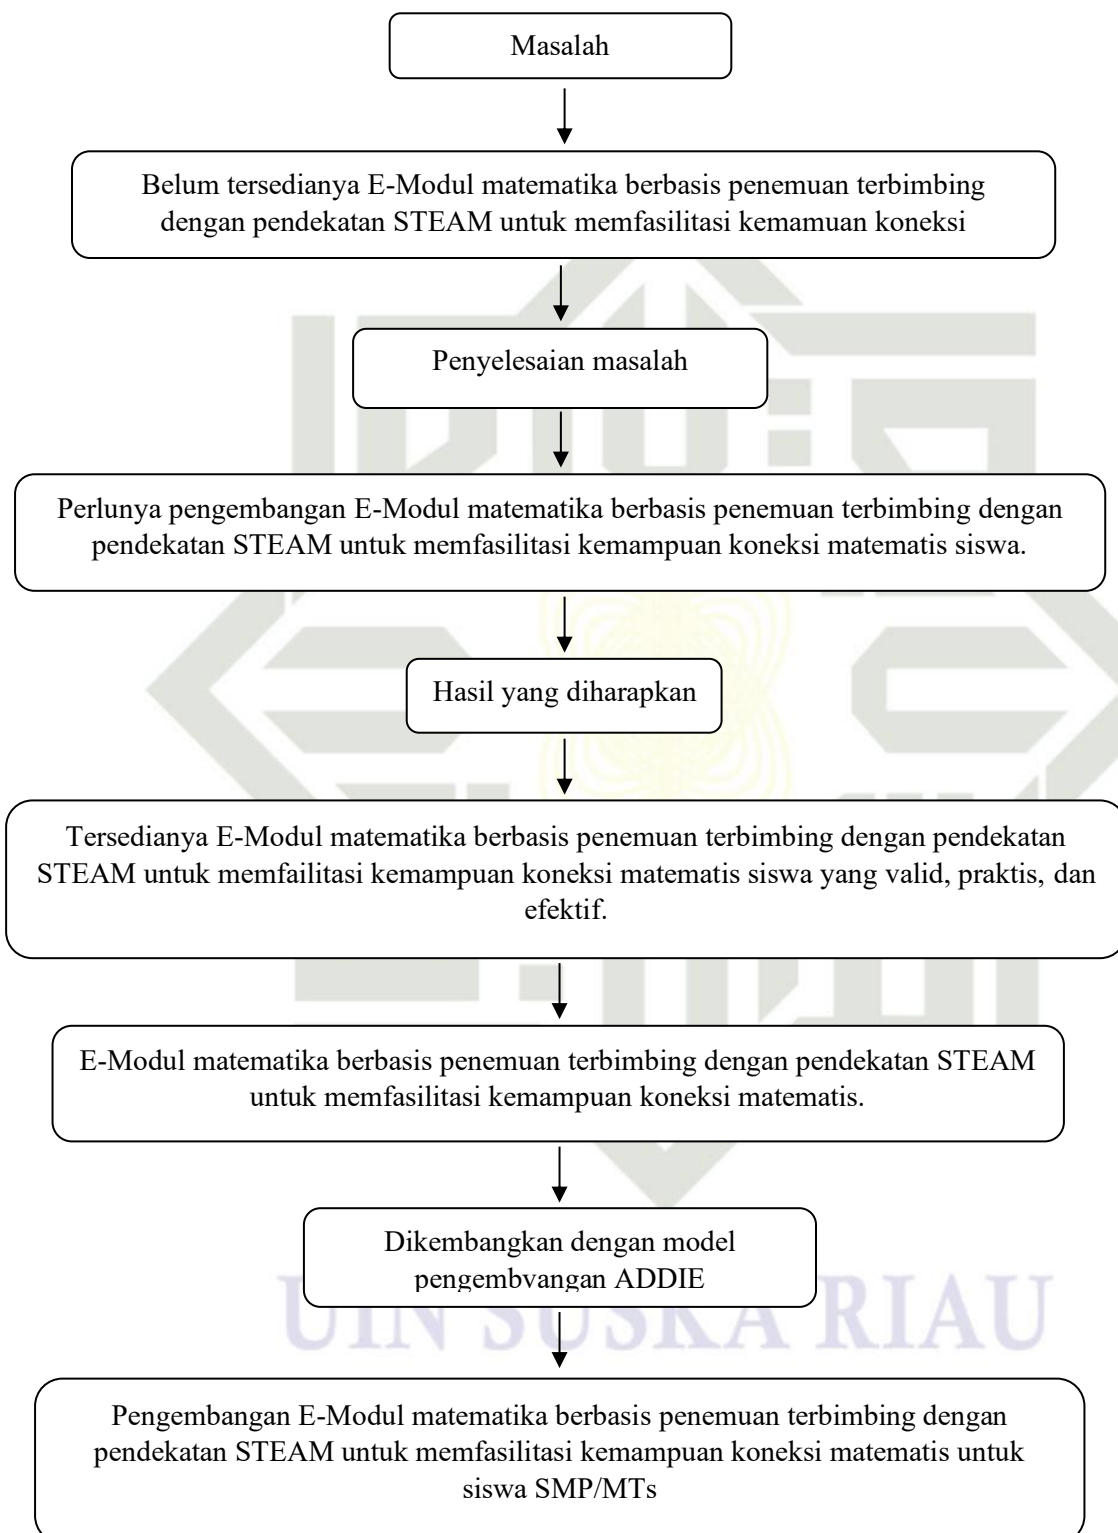 Masalah
Belum tersedianya E-Modul matematika berbasis penemuan terbimbing
dengan pendekatan STEAM untuk memfasilitasi kemamuan koneksi
Penyelesaian masalah
Perlunya pengembangan E-Modul matematika berbasis penemuan terbimbing dengan
pendekatan STEAM untuk memfasilitasi kemampuan koneksi matematis siswa.
Hasil yang diharapkan
Tersedianya E-Modul matematika berbasis penemuan terbimbing dengan pendekatan
STEAM untuk memfailitasi kemampuan koneksi matematis siswa yang valid, praktis, dan
efektif.
E-Modul matematika berbasis penemuan terbimbing dengan pendekatan STEAM
untuk memfasilitasi kemampuan koneksi matematis.
Dikembangkan dengan model
pengembvangan ADDIE
UIN SUSKA RIAU
Pengembangan E-Modul matematika berbasis penemuan terbimbing dengan
pendekatan STEAM untuk memfasilitasi kemampuan koneksi matematis untuk
siswa SMP/MTs